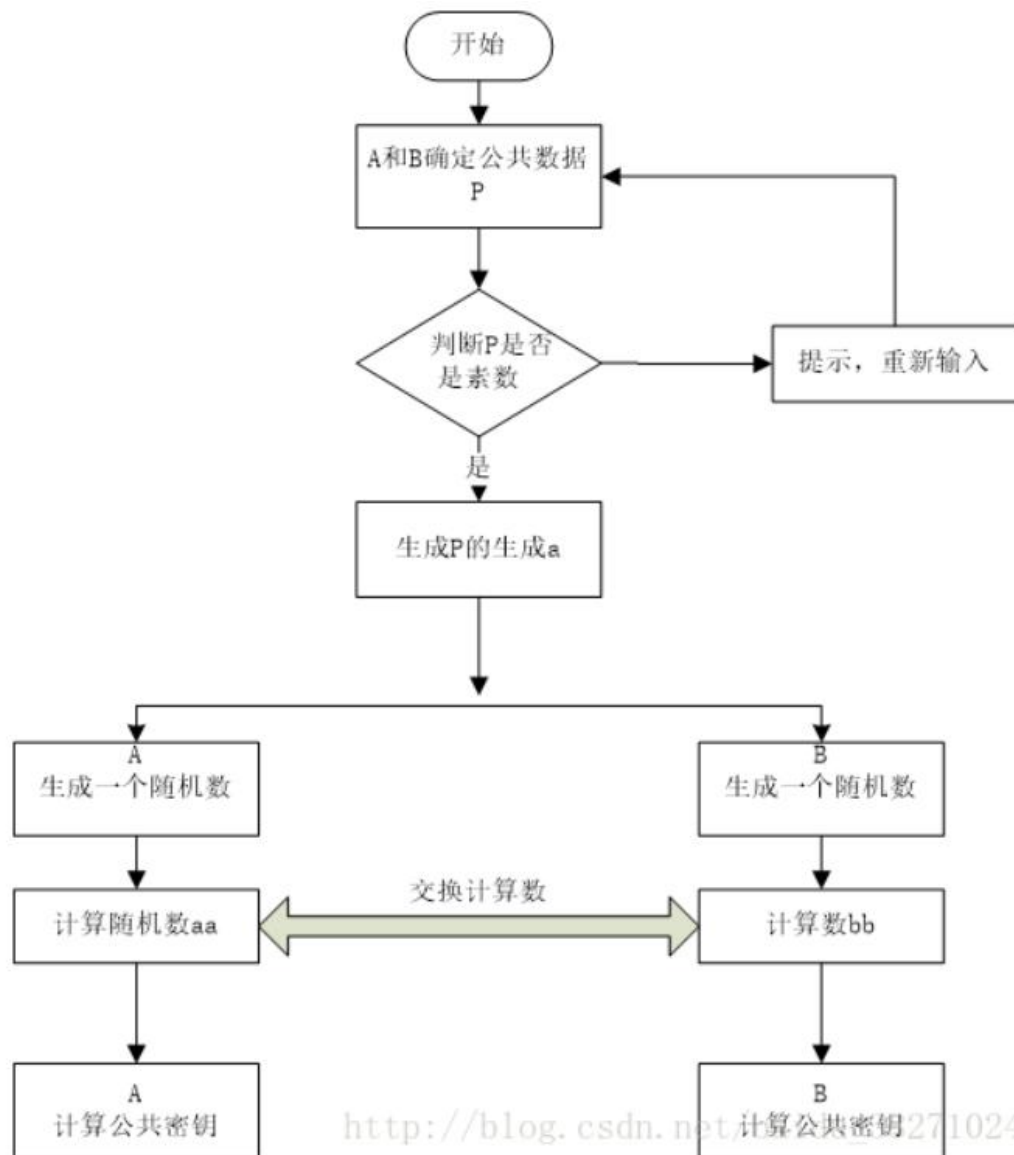 开始
A和B确定公共数据
P
判断P是否
是素数
提示，重新输入
是
生成P的生成a
A
生成一个随机数
B
生成一个随机数
交换计算数
计算随机数aa
计算数bb
A
计算公共密钥
B
计算公共密钥
http://blog.csdn.net/